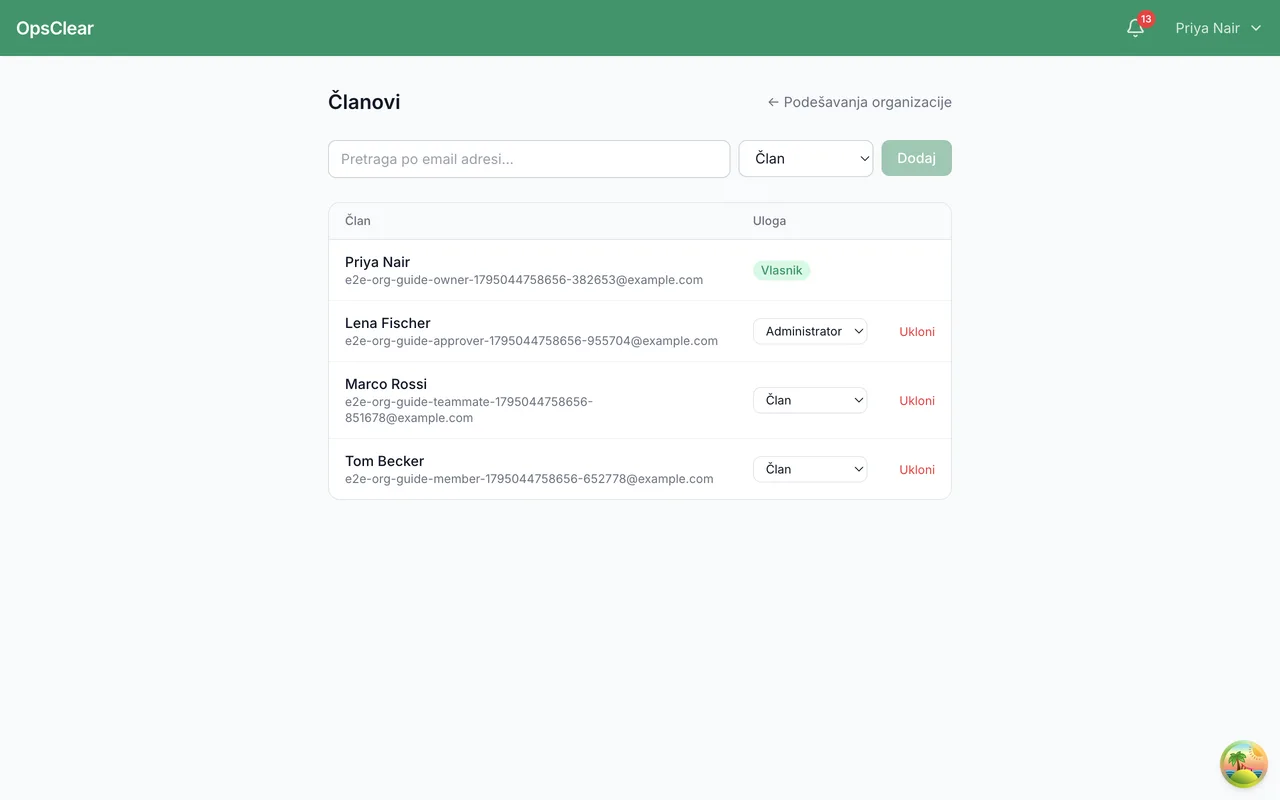 OpsClear
13
Priya Nair
Članovi
← Podešavanja organizacije
Pretraga po email adresi...
Član
Dodaj
Član
Uloga
Priya Nair
e2e-org-guide-owner-1795044758656-382653@example.com
Vlasnik
Lena Fischer
e2e-org-guide-approver-1795044758656-955704@example.com
Administrator
Ukloni
Marco Rossi
e2e-org-guide-teammate-1795044758656-
851678@example.com
Član
Ukloni
Tom Becker
e2e-org-guide-member-1795044758656-652778@example.com
Član
Ukloni